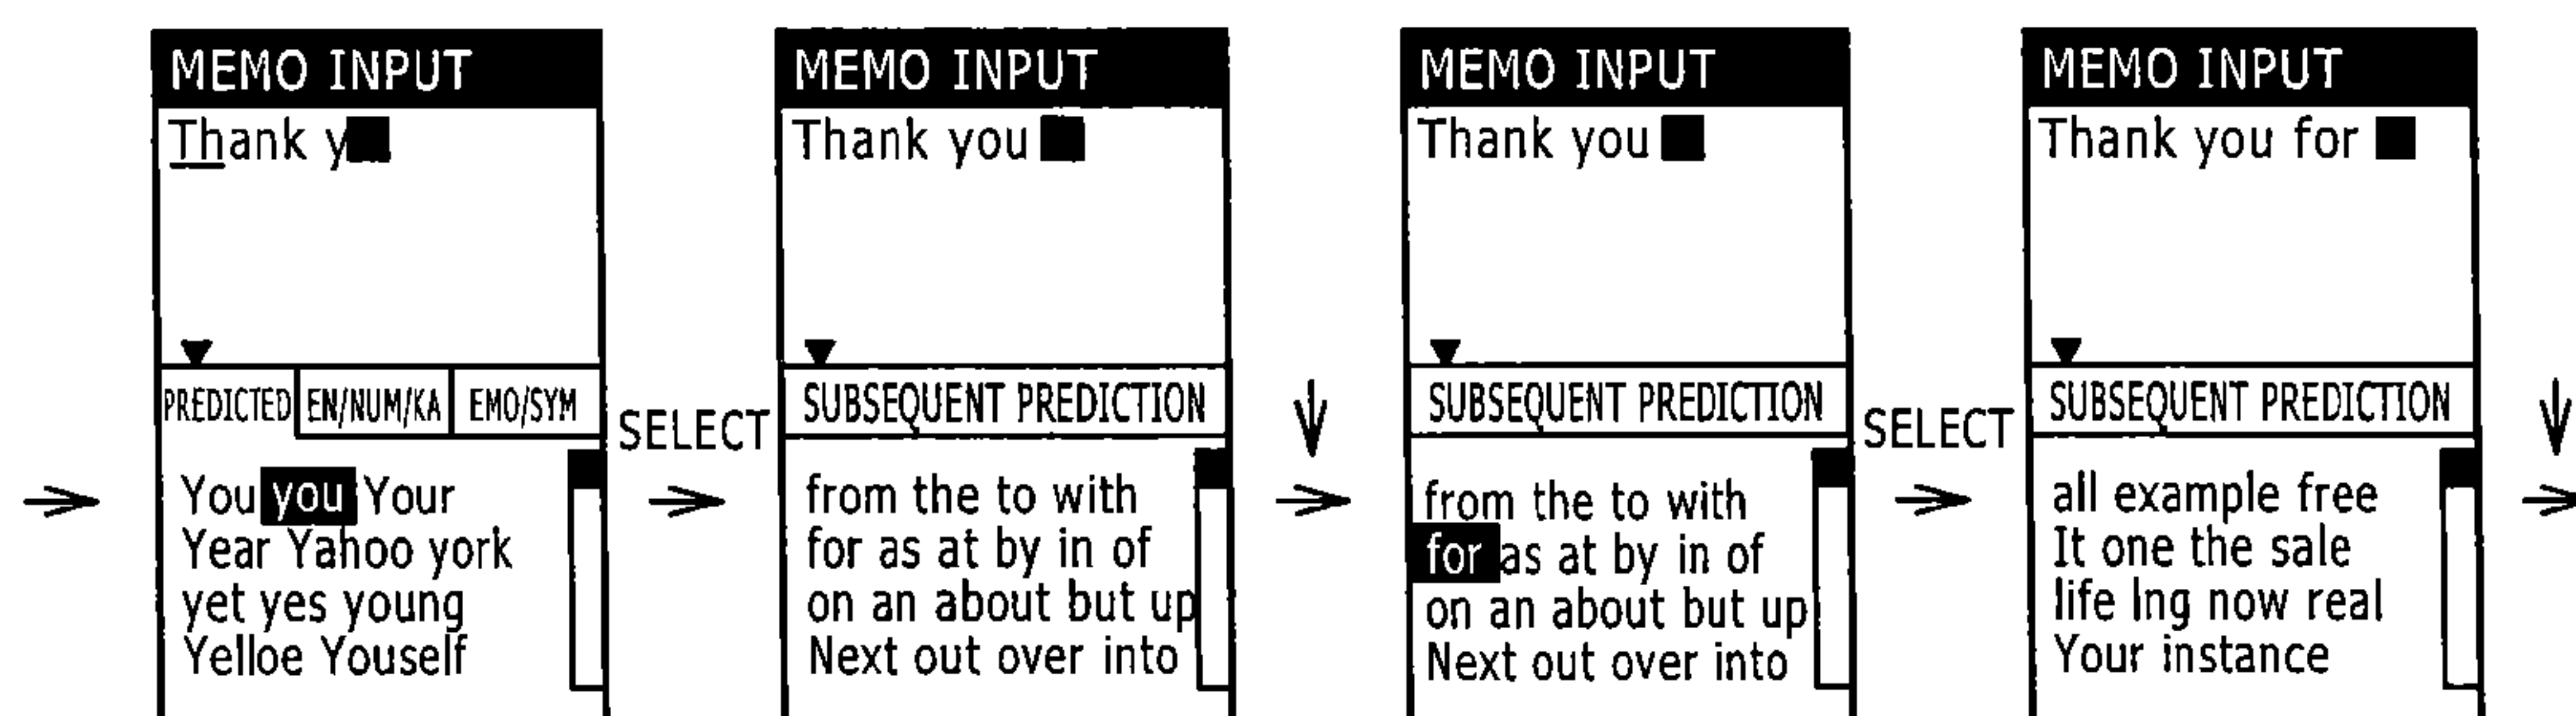 MEMO INPUT
Thank y
PREDICTED EN/NUM/KA EMO/SYM
You you Your
Year Yahoo york
yet yes young
Yelloe Youself
SELECT
MEMO INPUT
Thank you
SUBSEQUENT PREDICTION
from the to with
for as at by in of
on an about but up
Next out over into
MEMO INPUT
Thank you
SUBSEQUENT PREDICTION
from the to with
for as at by in of
on an about but up
Next out over into
SELECT
MEMO INPUT
Thank you for
SUBSEQUENT PREDICTION
all example free
It one the sale
life lng now real
Your instance